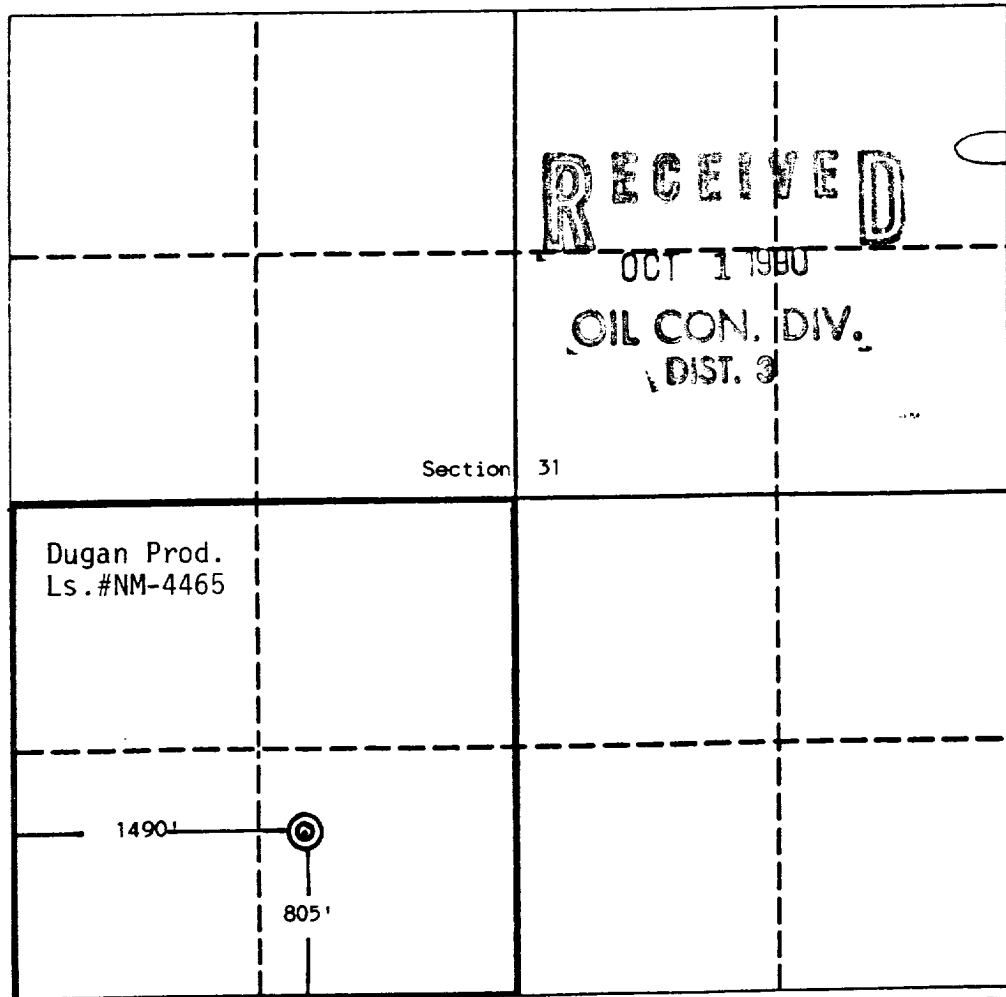 RECEIVED
OCT 1 1980
OIL CON. DIV.
DIST. 3
Section 31
Dugan Prod.
Ls.#NM-4465
1490'
805'